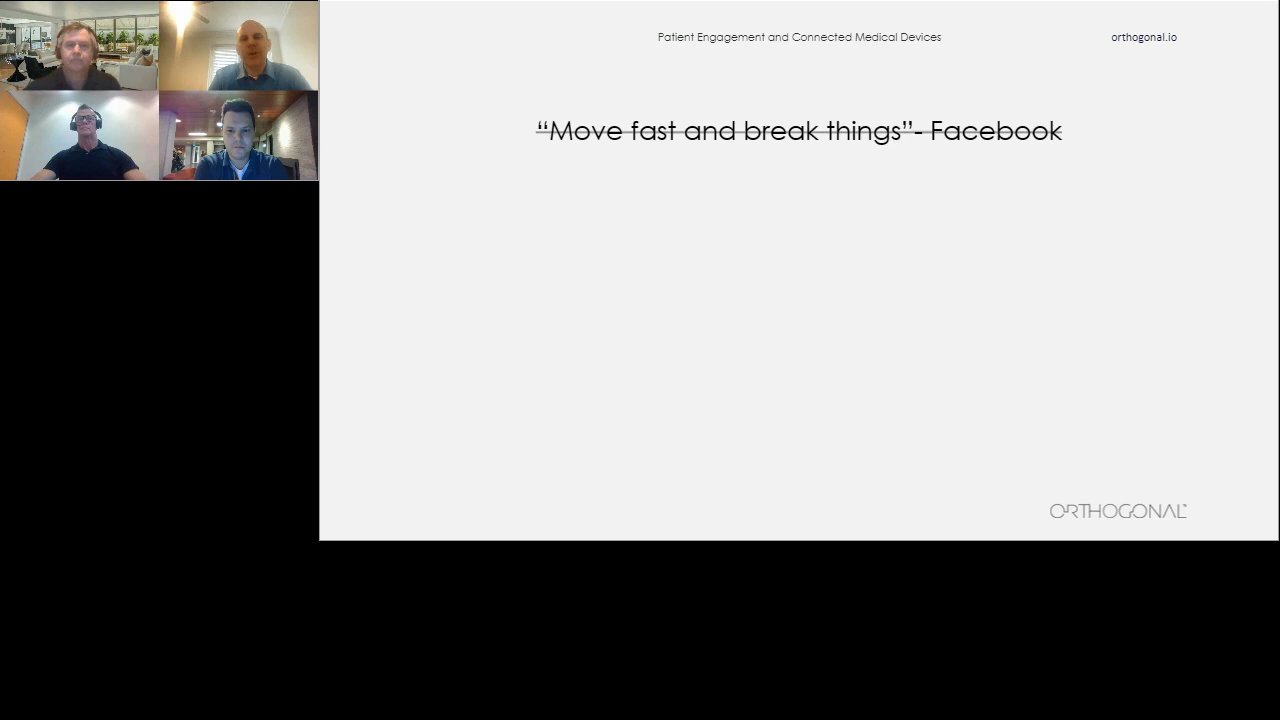 Patient Engagement and Connected Medical Devices
orthogonal.io
“Move fast and break things”- Facebook
ORTHOGONAL